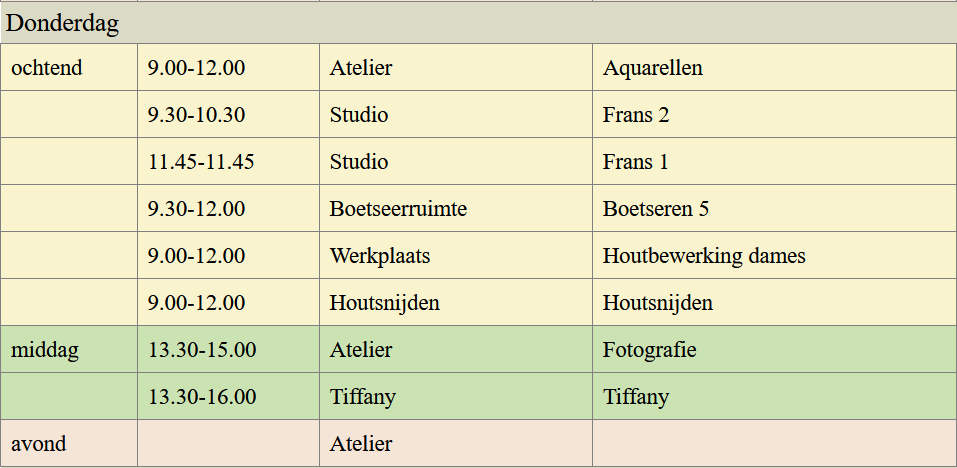 Donderdag
ochtend 9.00-12.00 Atelier Aquarellen
9.30-10.30 Studio Frans 2
11.45-11.45 Studio Frans 1
9.30-12.00 Boetseerruimte Boetseren 5
9.00-12.00 Werkplaats Houtbewerking dames
9.00-12.00 Houtsnijden Houtsnijden
middag 13.30-15.00 Atelier Fotografie
13.30-16.00 Tiffany Tiffany
avond Atelier